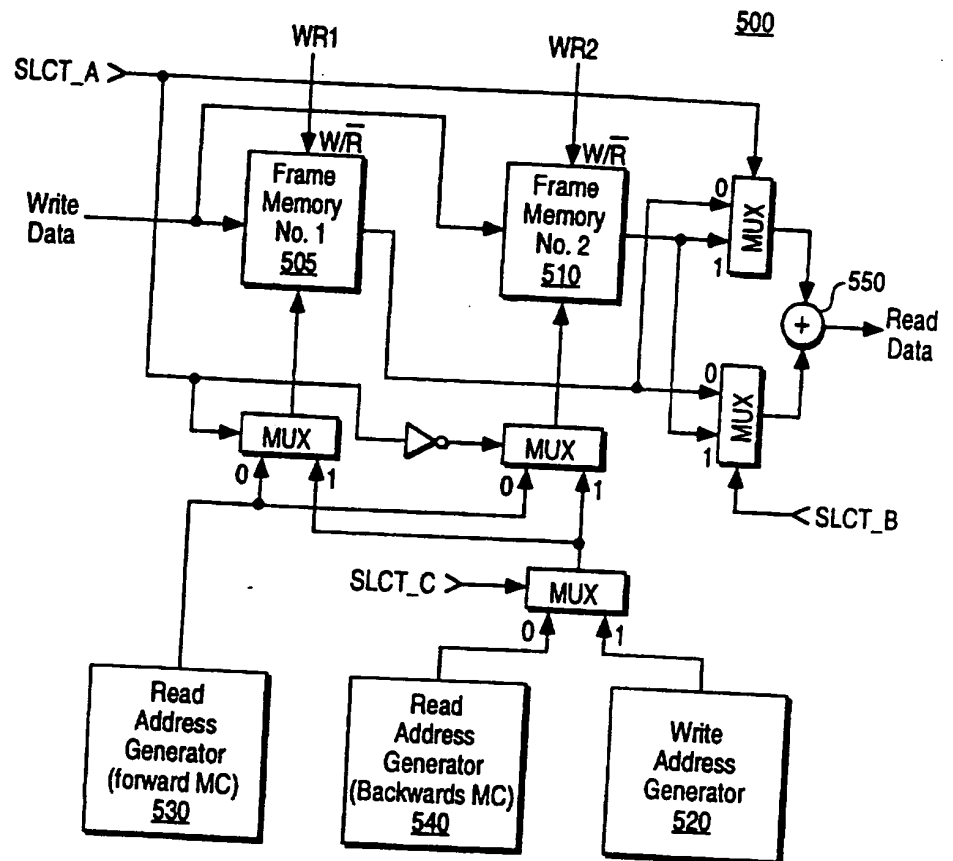 500
WR1
WR2
SLCT_A
W/R̅
W/R̅
Write
Data
Frame
Memory
No. 1
505
Frame
Memory
No. 2
510
0
MUX
1
550
+
Read
Data
0
MUX
1
MUX
0
1
MUX
0
1
SLCT_B
SLCT_C
MUX
0
1
Read
Address
Generator
(forward MC)
530
Read
Address
Generator
(Backwards MC)
540
Write
Address
Generator
520